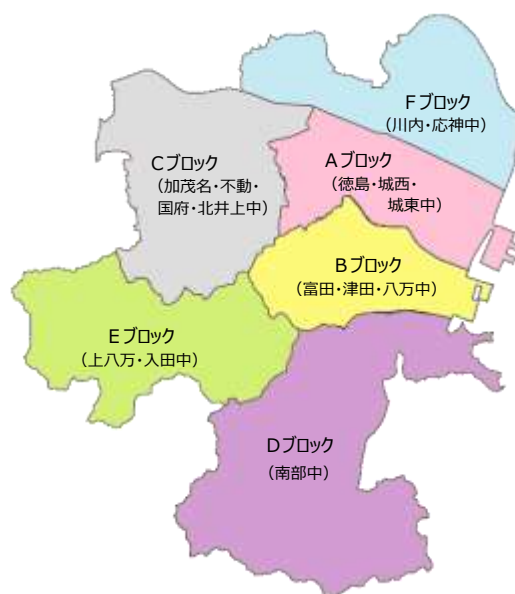 Fブロック
（川内・応神中）
Aブロック
（徳島・城西・
城東中）
Cブロック
（加茂名・不動・
国府・北井上中）
Bブロック
（富田・津田・八万中）
Eブロック
（上八万・入田中）
Dブロック
（南部中）